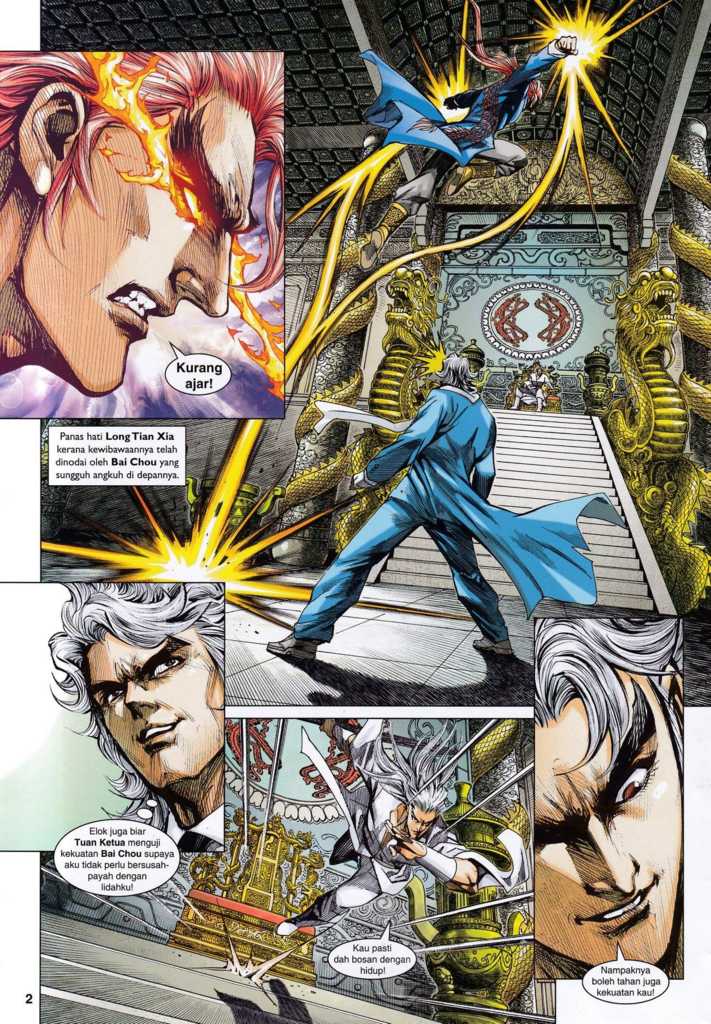 Kurang
ajar!
Panas hati Long Tian Xia
kerana kewibawaannya telah
dinodai oleh Bai Chou yang
sungguh angkuh di depannya.
Elok juga biar
Tuan Ketua menguji
kekuatan Bai Chou supaya
aku tidak perlu bersusah-
payah dengan
lidahku!
Kau pasti
dah bosan dengan
hidup!
Nampaknya
boleh tahan juga
kekuatan kau!
2